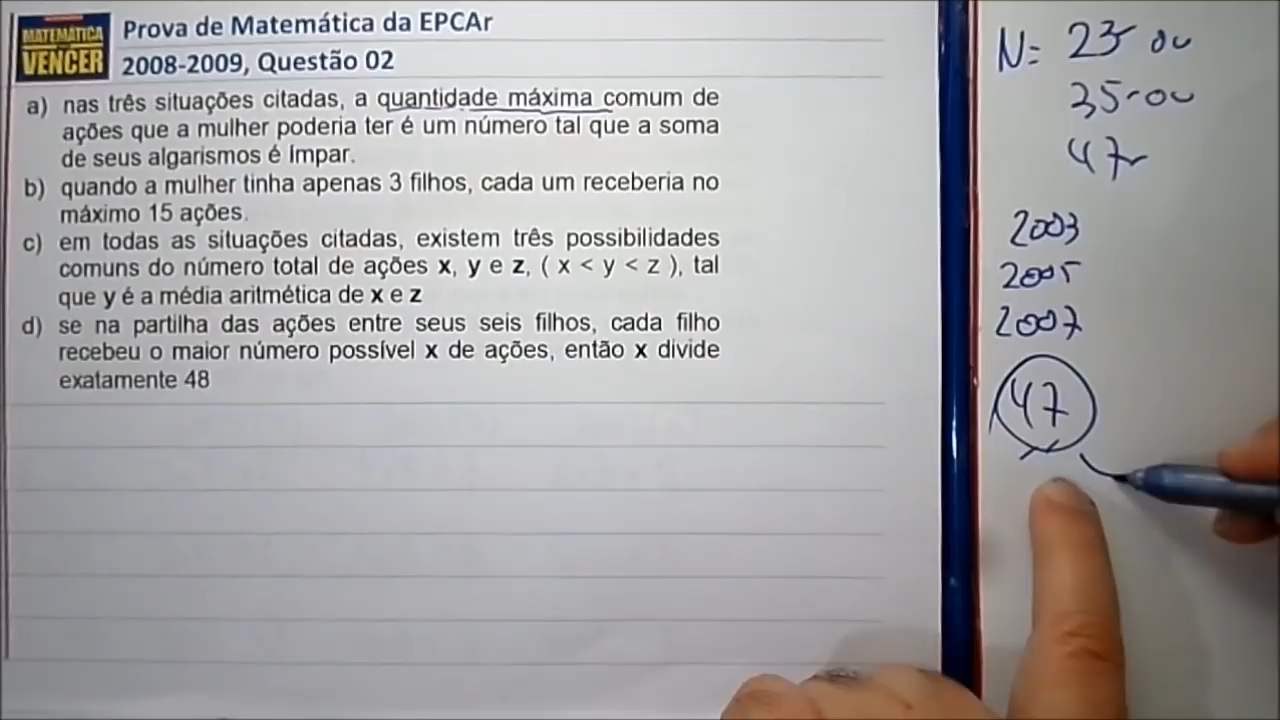 MATEMÁTICA
VENCER
Prova de Matemática da EPCAr
2008-2009, Questão 02
a) nas três situações citadas, a quantidade máxima comum de
ações que a mulher poderia ter é um número tal que a soma
de seus algarismos é ímpar.
b) quando a mulher tinha apenas 3 filhos, cada um receberia no
máximo 15 ações.
c) em todas as situações citadas, existem três possibilidades
comuns do número total de ações x, y e z, ( x < y < z ), tal
que y é a média aritmética de x e z
d) se na partilha das ações entre seus seis filhos, cada filho
recebeu o maior número possível x de ações, então x divide
exatamente 48
N= 23 ou
35 ou
47
2003
2005
2007
47